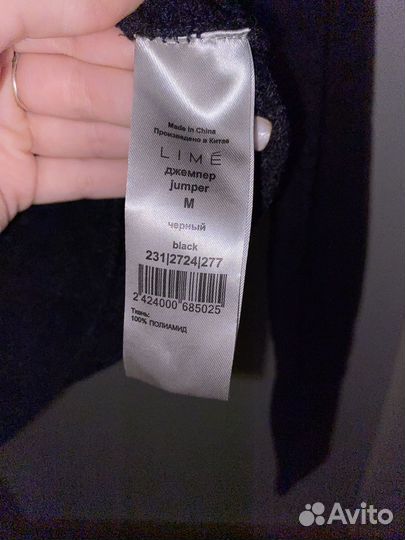 Made in China
Произведено в Китае
LIMÉ
джемпер
jumper
M
черный
black
231|2724|277
2 424000 685025
Ткань:
100% ПОЛИАМИД
Avito